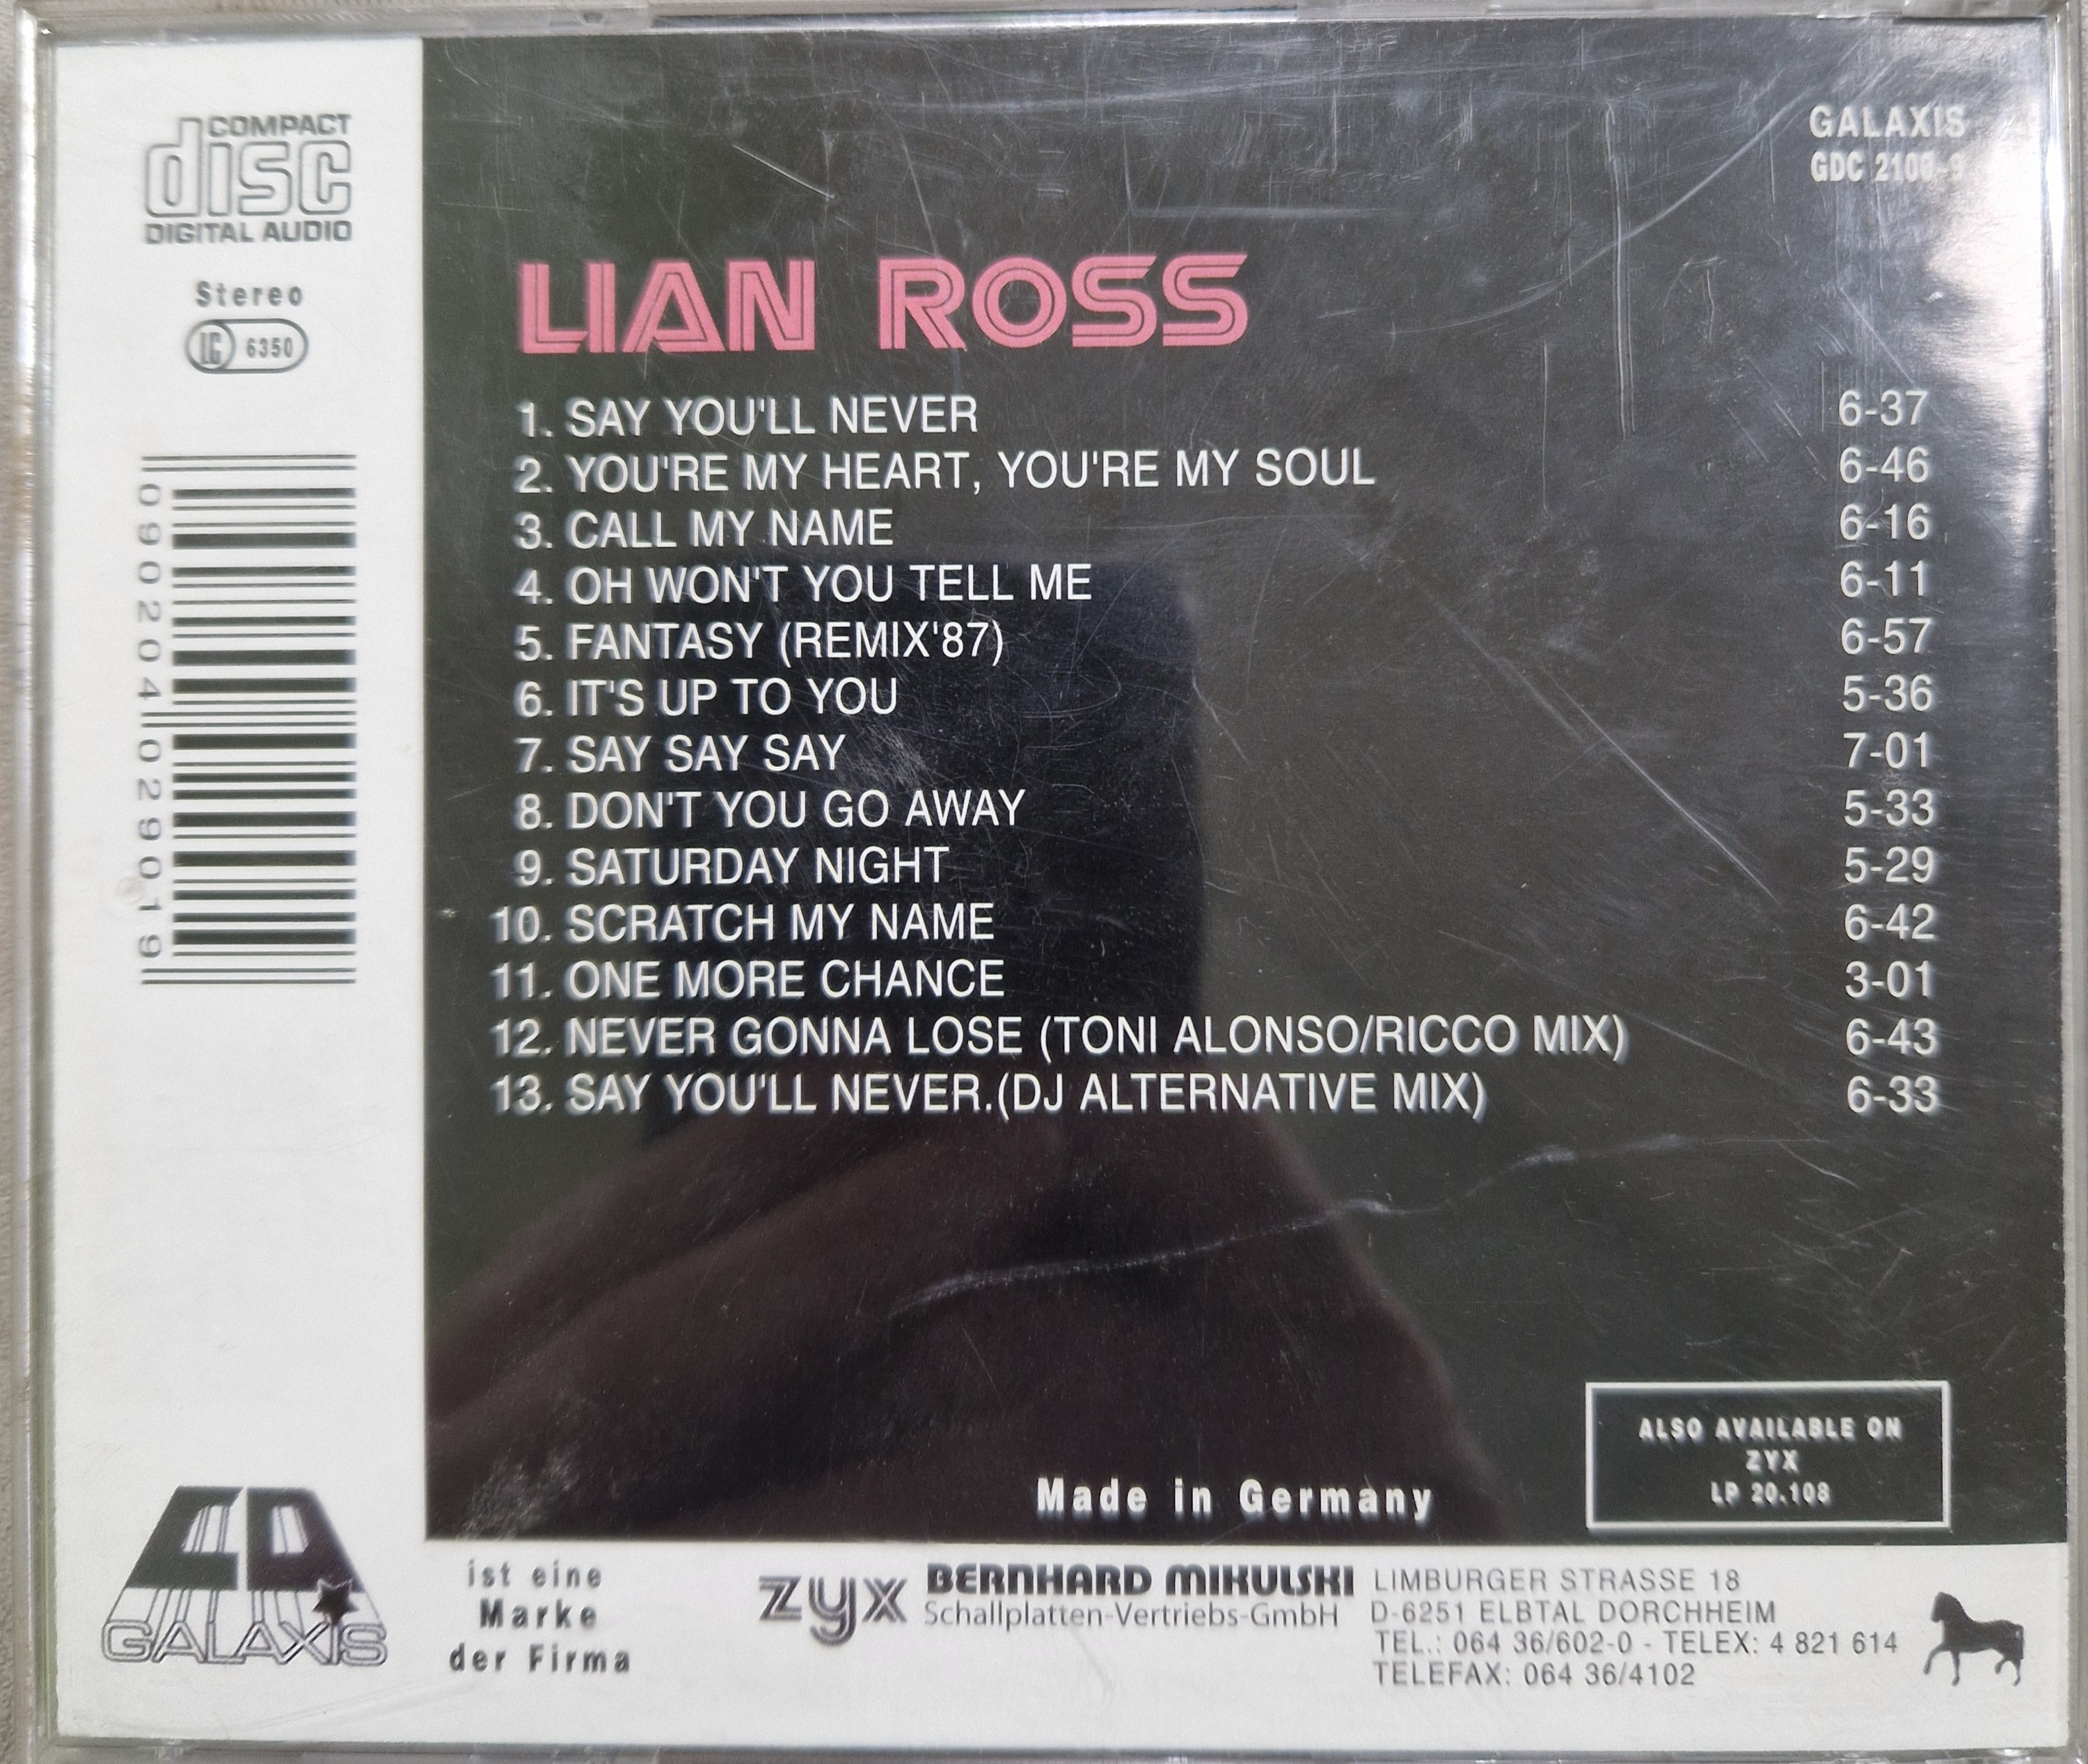 COMPACT
disc
DIGITAL AUDIO
Stereo
LC 6350
090204029019
GALAXIS
GDC 2100-9
LIAN ROSS
1. SAY YOU'LL NEVER 6-37
2. YOU'RE MY HEART, YOU'RE MY SOUL 6-46
3. CALL MY NAME 6-16
4. OH WON'T YOU TELL ME 6-11
5. FANTASY (REMIX'87) 6-57
6. IT'S UP TO YOU 5-36
7. SAY SAY SAY 7-01
8. DON'T YOU GO AWAY 5-33
9. SATURDAY NIGHT 5-29
10. SCRATCH MY NAME 6-42
11. ONE MORE CHANCE 3-01
12. NEVER GONNA LOSE (TONI ALONSO/RICCO MIX) 6-43
13. SAY YOU'LL NEVER.(DJ ALTERNATIVE MIX) 6-33
ALSO AVAILABLE ON
ZYX
LP 20.108
Made in Germany
CD
GALAXIS
ist eine
Marke
der Firma
zyx
BERNHARD MIKULSKI
Schallplatten-Vertriebs-GmbH
LIMBURGER STRASSE 18
D-6251 ELBTAL DORCHHEIM
TEL.: 064 36/602-0 - TELEX: 4 821 614
TELEFAX: 064 36/4102